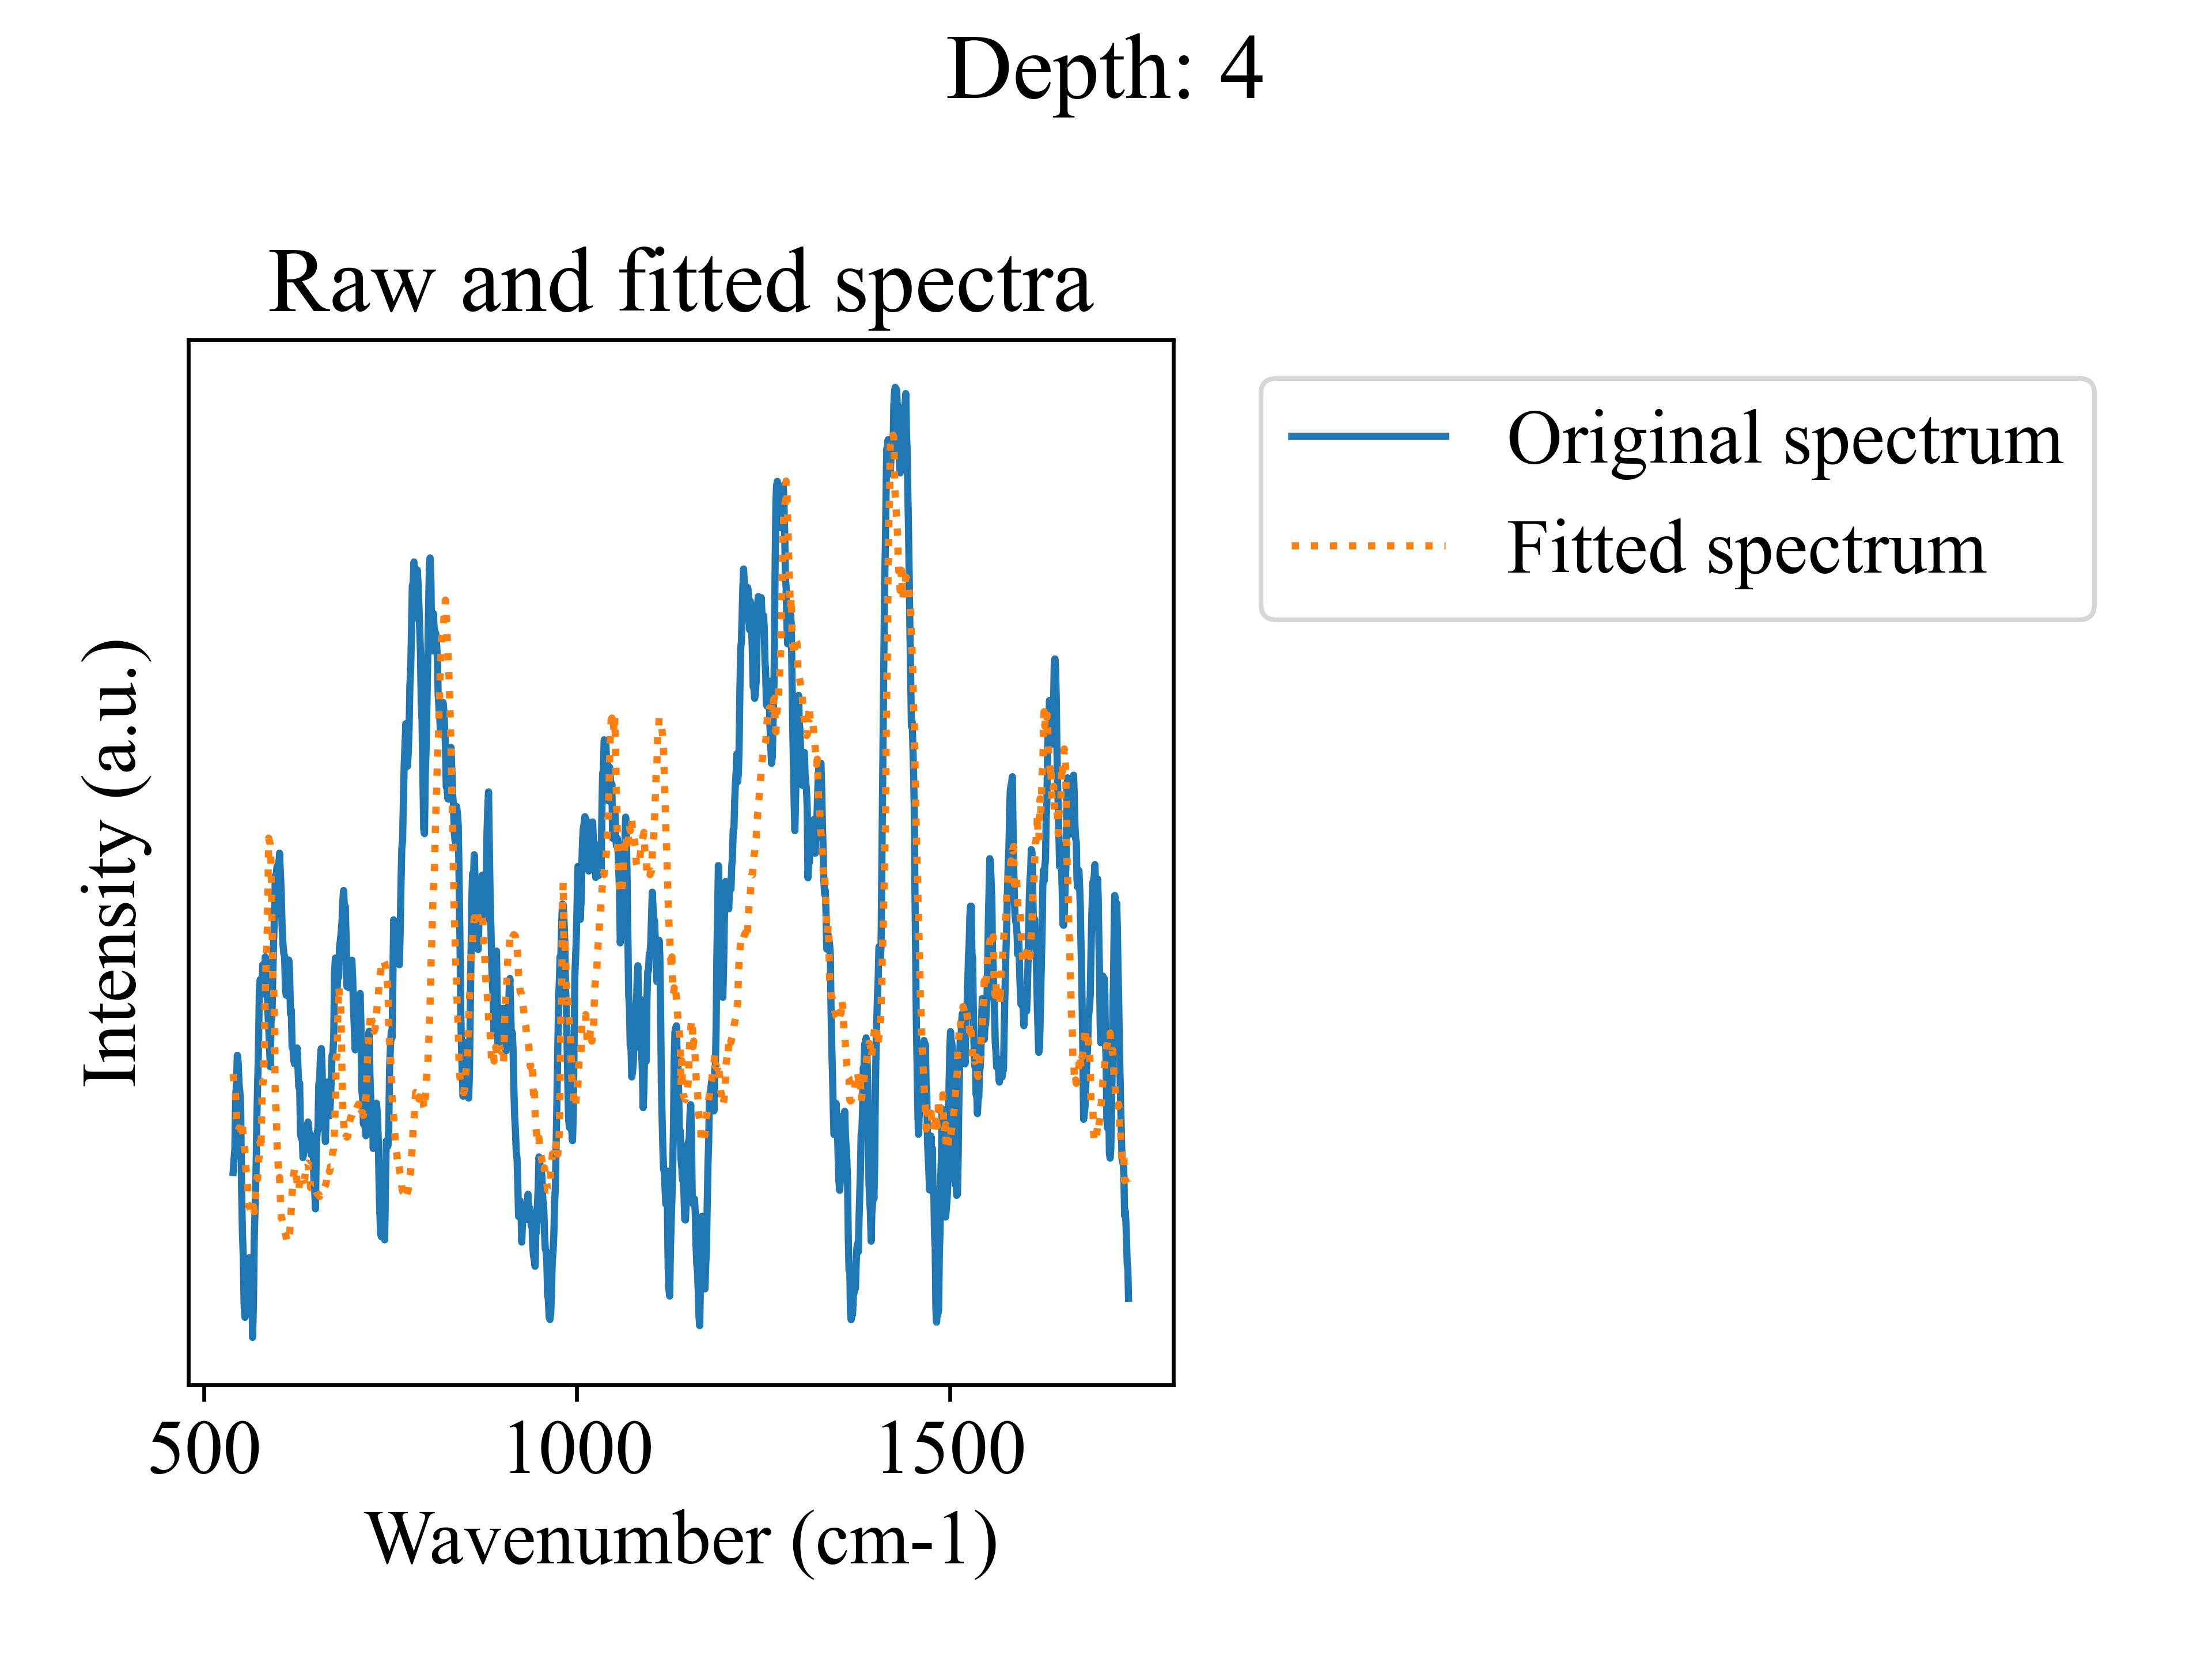 Depth: 4
Raw and fitted spectra
Original spectrum
Fitted spectrum
Intensity (a.u.)
500 1000 1500
Wavenumber (cm-1)